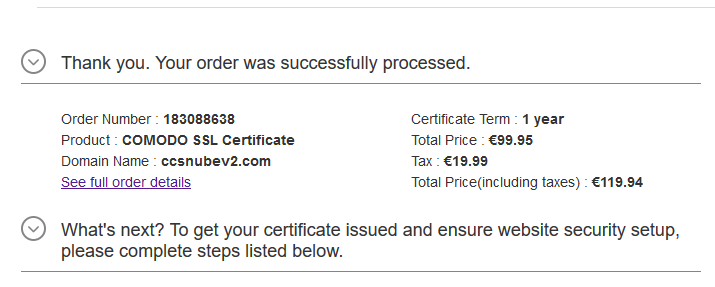 Thank you. Your order was successfully processed.
Order Number : 183088638
Product : COMODO SSL Certificate
Domain Name : ccsnubev2.com
See full order details
Certificate Term : 1 year
Total Price : €99.95
Tax : €19.99
Total Price(including taxes) : €119.94
What's next? To get your certificate issued and ensure website security setup,
please complete steps listed below.